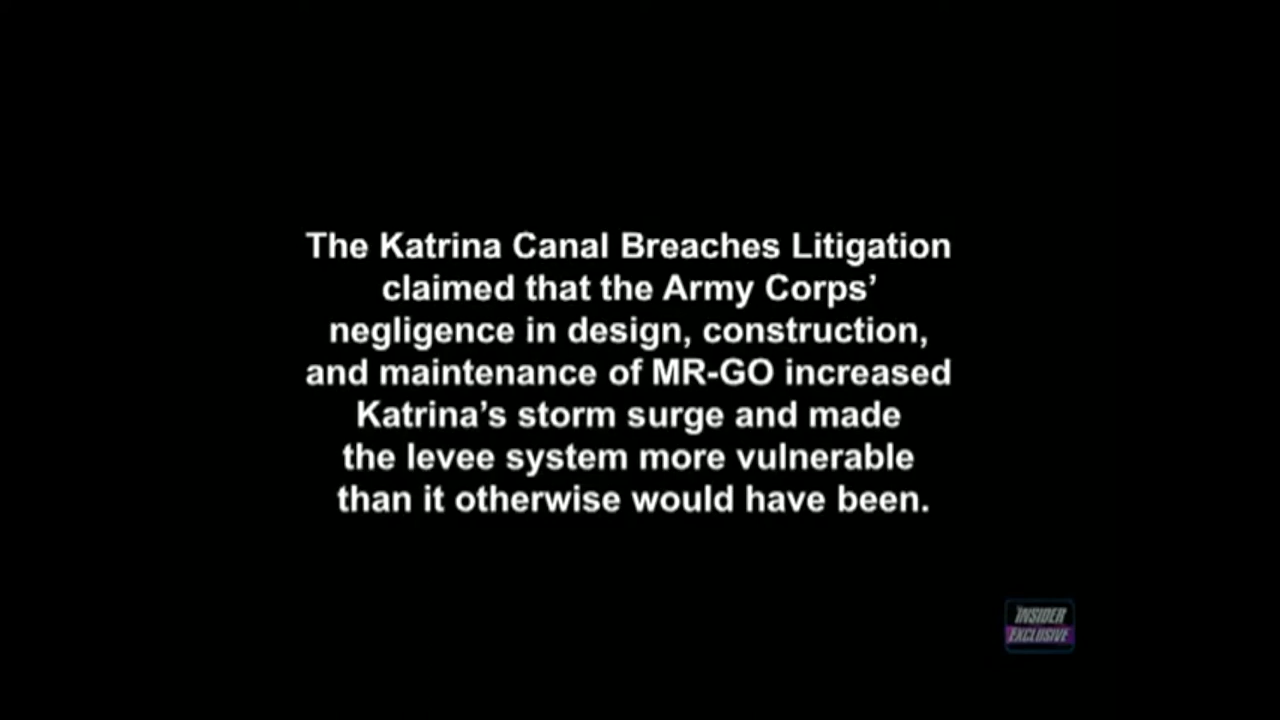 The Katrina Canal Breaches Litigation
claimed that the Army Corps’
negligence in design, construction,
and maintenance of MR-GO increased
Katrina’s storm surge and made
the levee system more vulnerable
than it otherwise would have been.
INSIDER
EXCLUSIVE